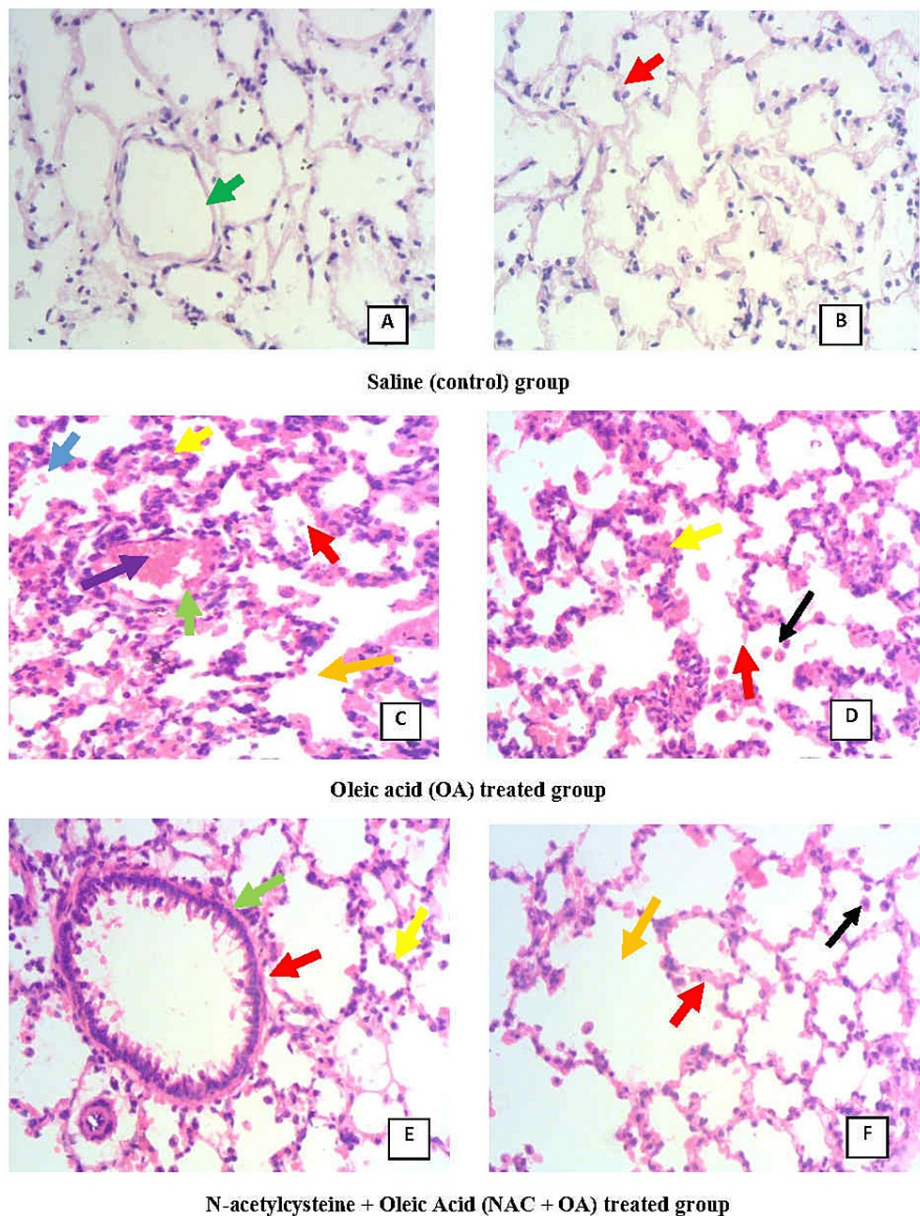 A
B
Saline (control) group
C
D
Oleic acid (OA) treated group
E
F
N-acetylcysteine + Oleic Acid (NAC + OA) treated group